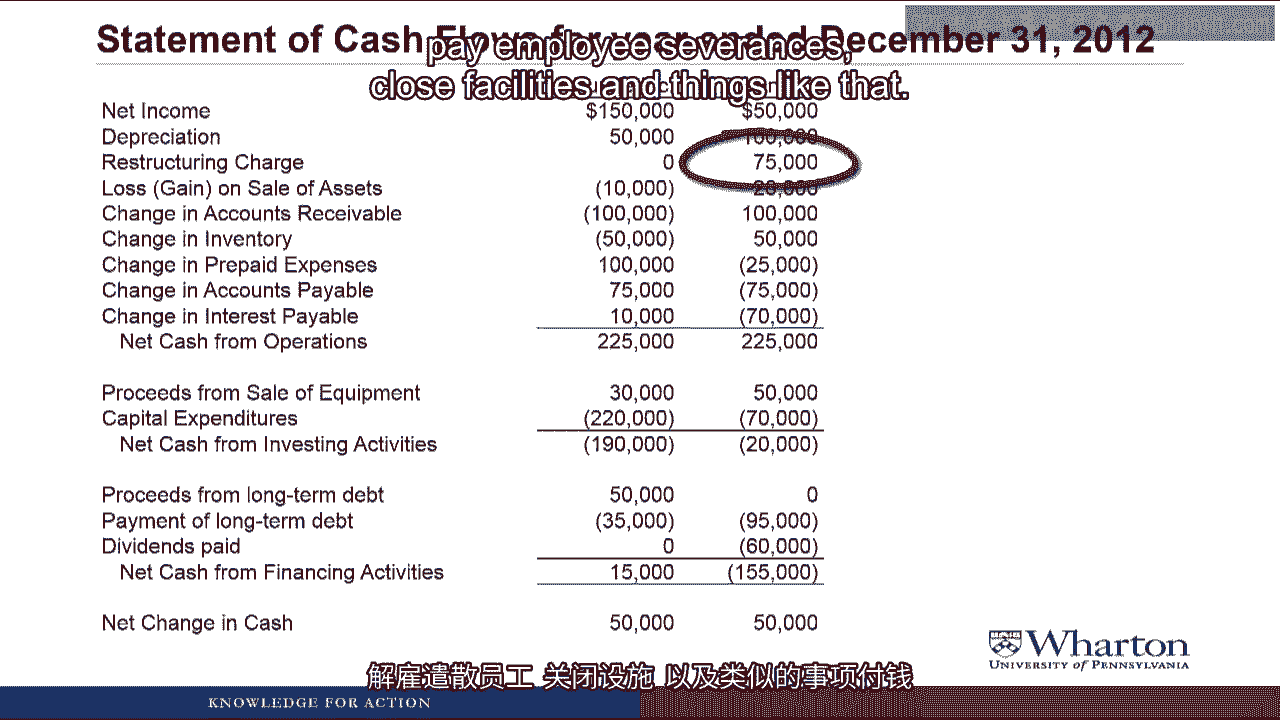 Statement of Cash Flows for year ended December 31, 2012
pay employee severances,
close facilities and things like that.
Net Income $150,000 $50,000
Depreciation 50,000 100,000
Restructuring Charge 0 75,000
Loss (Gain) on Sale of Assets (10,000) 20,000
Change in Accounts Receivable (100,000) 100,000
Change in Inventory (50,000) 50,000
Change in Prepaid Expenses 100,000 (25,000)
Change in Accounts Payable 75,000 (75,000)
Change in Interest Payable 10,000 (70,000)
Net Cash from Operations 225,000 225,000
Proceeds from Sale of Equipment 30,000 50,000
Capital Expenditures (220,000) (70,000)
Net Cash from Investing Activities (190,000) (20,000)
Proceeds from long-term debt 50,000 0
Payment of long-term debt (35,000) (95,000)
Dividends paid 0 (60,000)
Net Cash from Financing Activities 15,000 (155,000)
Net Change in Cash 50,000 50,000
Wharton
UNIVERSITY of PENNSYLVANIA
解雇遣散员工 关闭设施 以及类似的事项付钱
KNOWLEDGE FOR ACTION